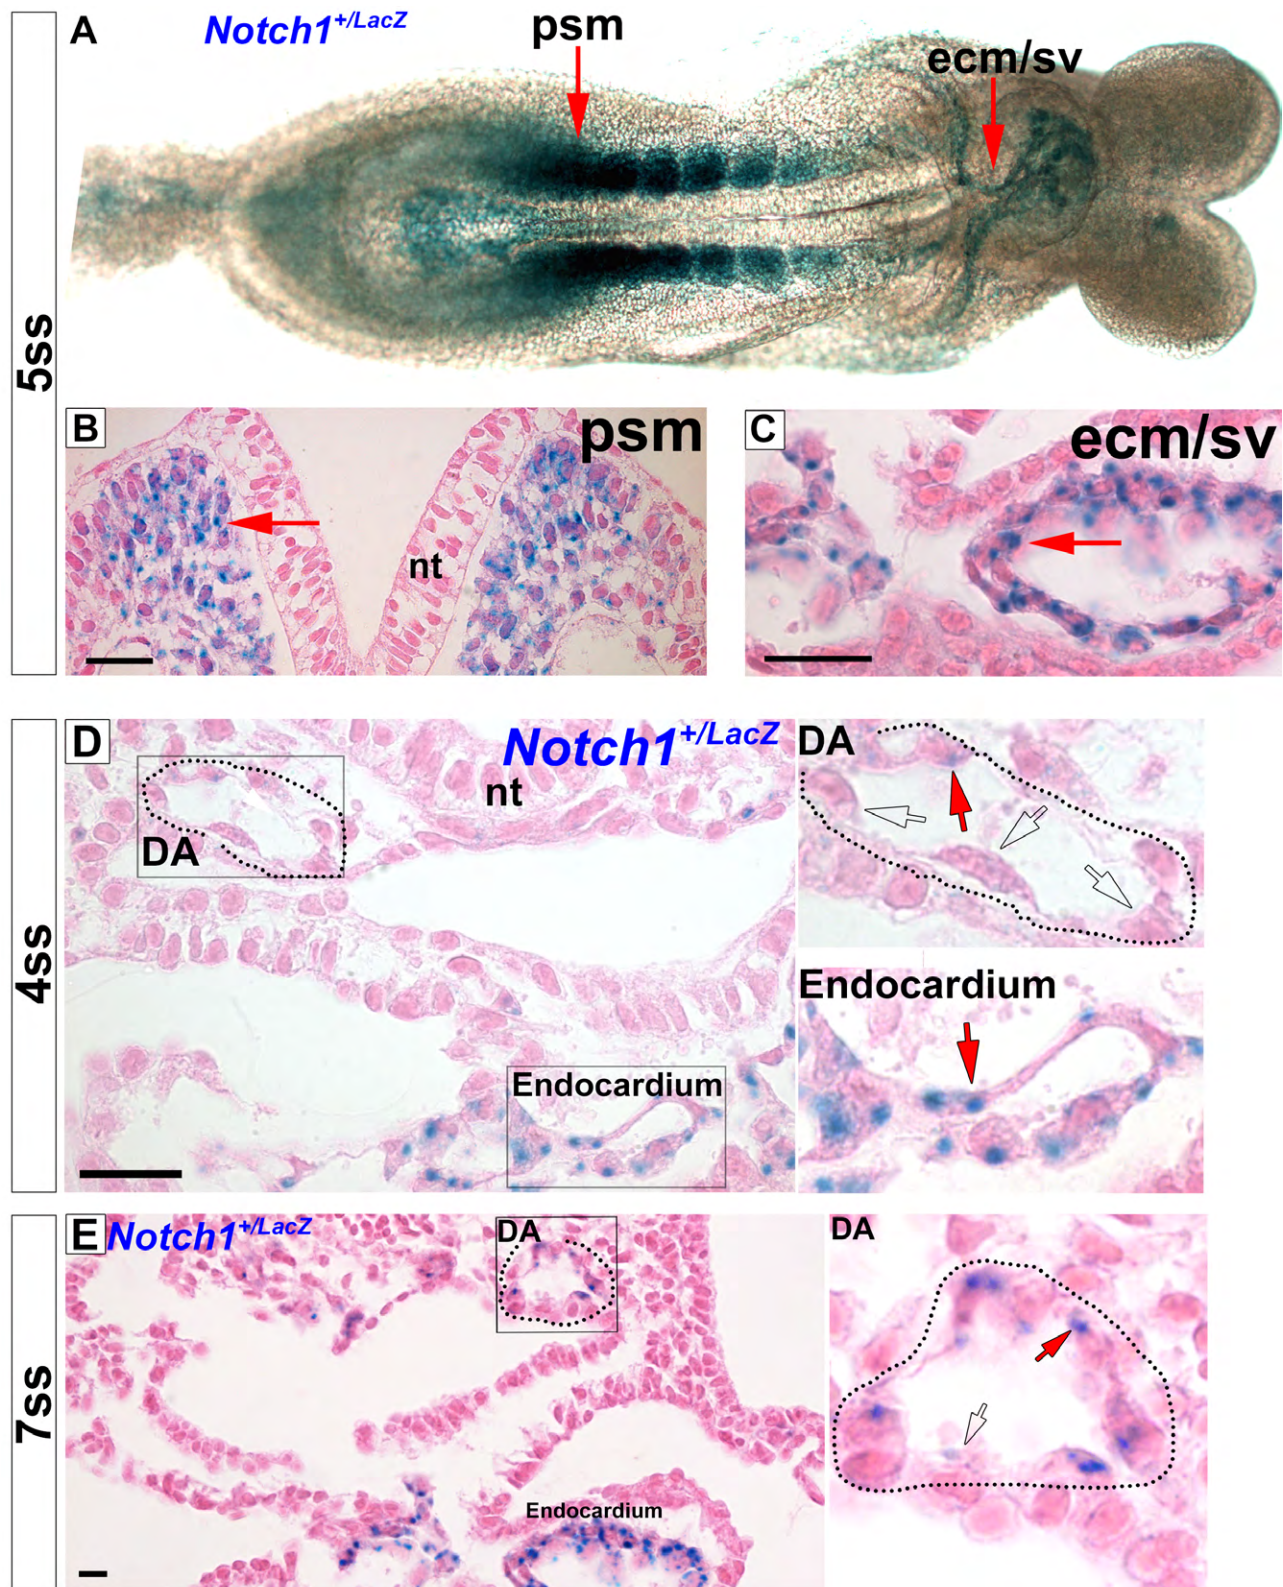 5ss
A
Notch1+/LacZ
psm
ecm/sv
B
psm
nt
C
ecm/sv
4ss
D
Notch1+/LacZ
nt
DA
Endocardium
DA
Endocardium
7ss
E
Notch1+/LacZ
DA
Endocardium
DA